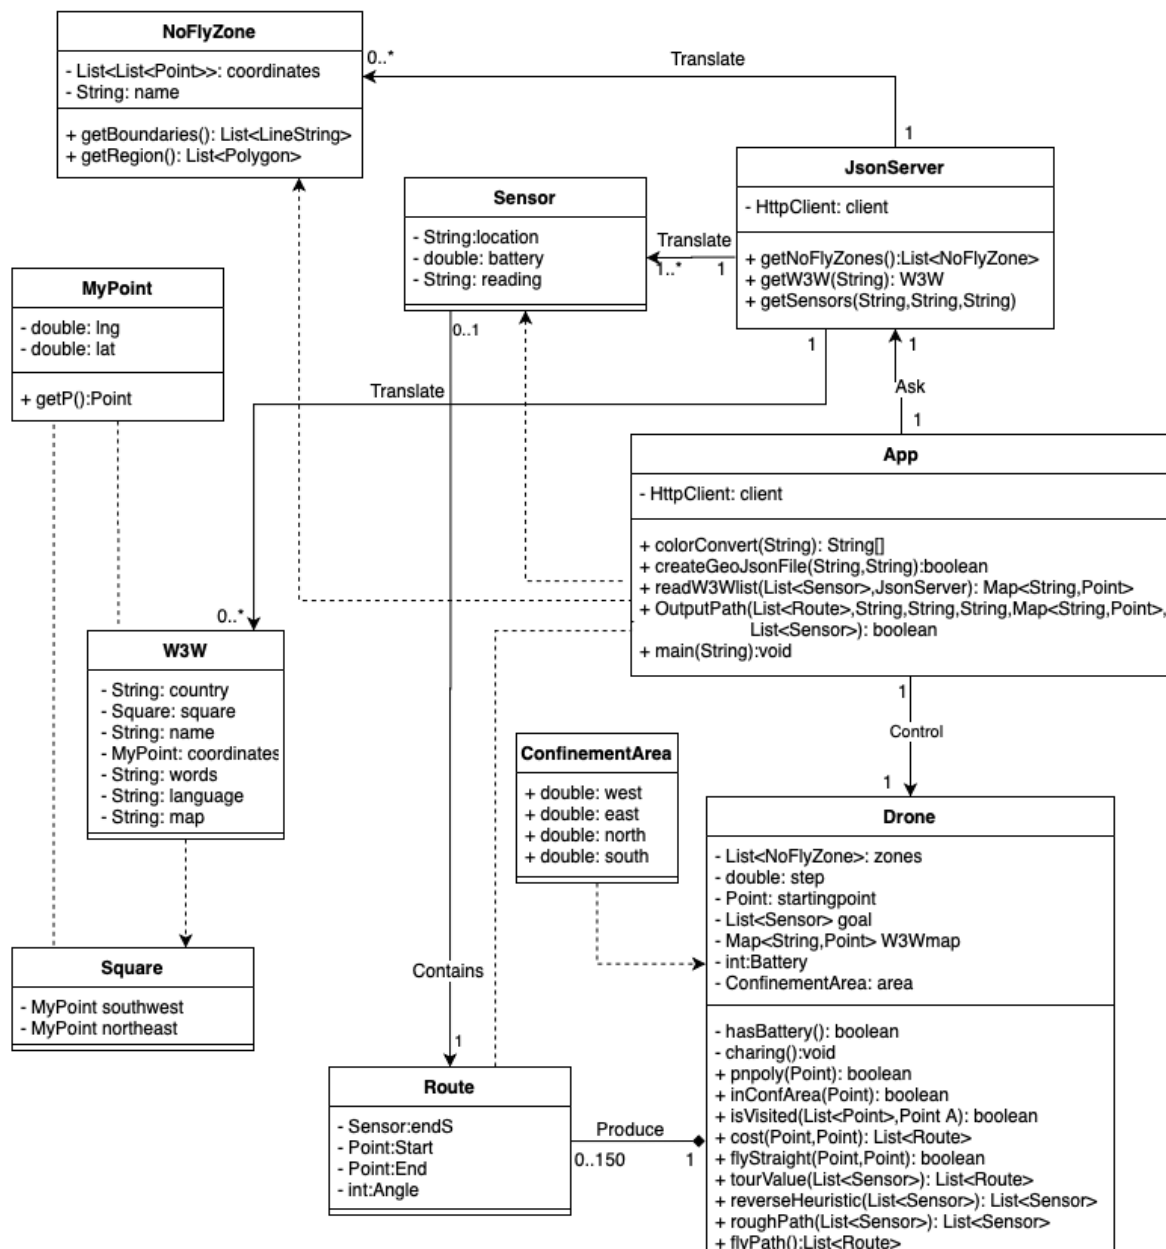 NoFlyZone
- List<List<Point>>: coordinates
- String: name
+ getBoundaries(): List<LineString>
+ getRegion(): List<Polygon>
0..*
Translate
1
JsonServer
- HttpClient: client
+ getNoFlyZones():List<NoFlyZone>
+ getW3W(String): W3W
+ getSensors(String,String,String)
Sensor
- String:location
- double: battery
- String: reading
Translate
1..*
1
MyPoint
- double: lng
- double: lat
+ getP():Point
0..1
1
1
Ask
1
Translate
0..*
App
- HttpClient: client
+ colorConvert(String): String[]
+ createGeoJsonFile(String,String):boolean
+ readW3Wlist(List<Sensor>,JsonServer): Map<String,Point>
+ OutputPath(List<Route>,String,String,String,Map<String,Point>,
List<Sensor>): boolean
+ main(String):void
W3W
- String: country
- Square: square
- String: name
- MyPoint: coordinates
- String: words
- String: language
- String: map
1
Control
1
ConfinementArea
+ double: west
+ double: east
+ double: north
+ double: south
Drone
- List<NoFlyZone>: zones
- double: step
- Point: startingpoint
- List<Sensor> goal
- Map<String,Point> W3Wmap
- int:Battery
- ConfinementArea: area
- hasBattery(): boolean
- charing():void
+ pnpoly(Point): boolean
+ inConfArea(Point): boolean
+ isVisited(List<Point>,Point A): boolean
+ cost(Point,Point): List<Route>
+ flyStraight(Point,Point): boolean
+ tourValue(List<Sensor>): List<Route>
+ reverseHeuristic(List<Sensor>): List<Sensor>
+ roughPath(List<Sensor>): List<Sensor>
+ flyPath():List<Route>
Square
- MyPoint southwest
- MyPoint northeast
Contains
1
Route
- Sensor:endS
- Point:Start
- Point:End
- int:Angle
Produce
0..150
1